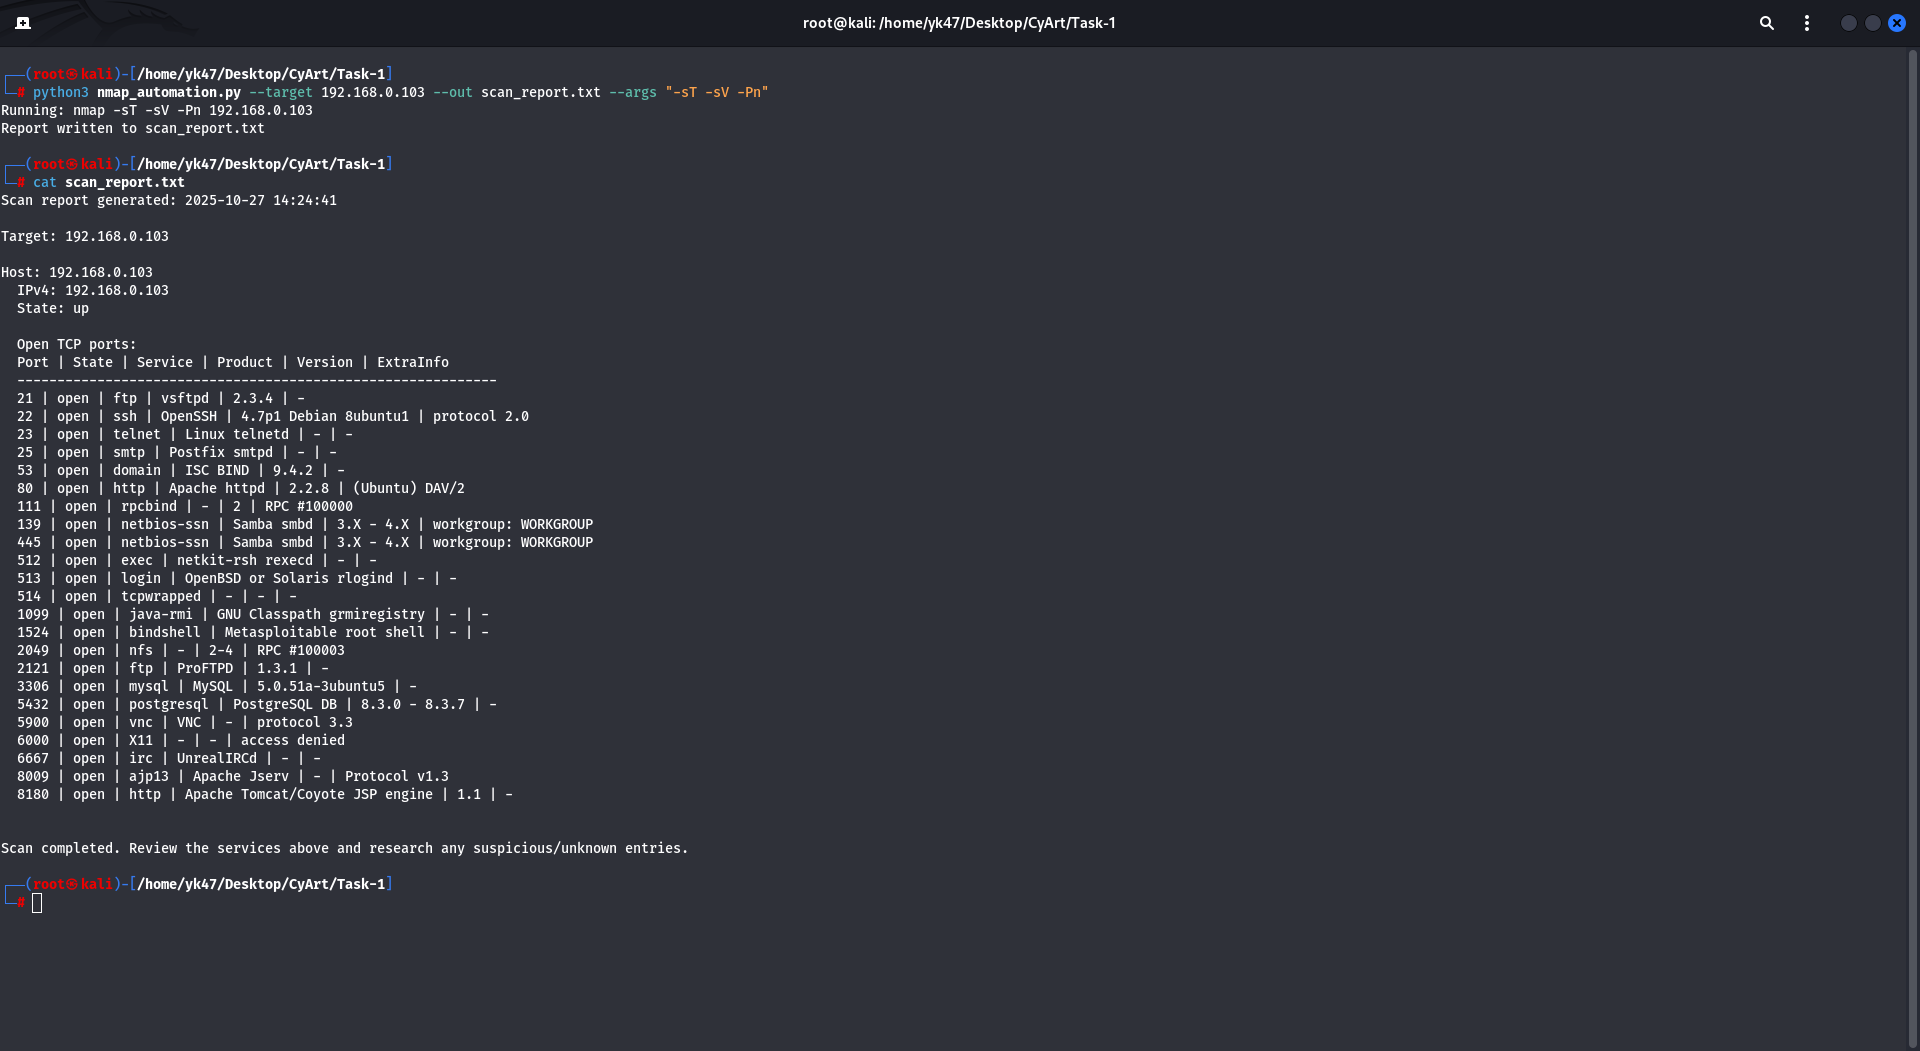 root@kali: /home/yk47/Desktop/CyArt/Task-1
┌──(root㉿kali)-[/home/yk47/Desktop/CyArt/Task-1]
└─# python3 nmap_automation.py --target 192.168.0.103 --out scan_report.txt --args "-sT -sV -Pn"
Running: nmap -sT -sV -Pn 192.168.0.103
Report written to scan_report.txt
┌──(root㉿kali)-[/home/yk47/Desktop/CyArt/Task-1]
└─# cat scan_report.txt
Scan report generated: 2025-10-27 14:24:41
Target: 192.168.0.103
Host: 192.168.0.103
  IPv4: 192.168.0.103
  State: up
  Open TCP ports:
  Port | State | Service | Product | Version | ExtraInfo
  ------------------------------------------------------------
  21 | open | ftp | vsftpd | 2.3.4 | -
  22 | open | ssh | OpenSSH | 4.7p1 Debian 8ubuntu1 | protocol 2.0
  23 | open | telnet | Linux telnetd | - | -
  25 | open | smtp | Postfix smtpd | - | -
  53 | open | domain | ISC BIND | 9.4.2 | -
  80 | open | http | Apache httpd | 2.2.8 | (Ubuntu) DAV/2
  111 | open | rpcbind | - | 2 | RPC #100000
  139 | open | netbios-ssn | Samba smbd | 3.X - 4.X | workgroup: WORKGROUP
  445 | open | netbios-ssn | Samba smbd | 3.X - 4.X | workgroup: WORKGROUP
  512 | open | exec | netkit-rsh rexecd | - | -
  513 | open | login | OpenBSD or Solaris rlogind | - | -
  514 | open | tcpwrapped | - | - | -
  1099 | open | java-rmi | GNU Classpath grmiregistry | - | -
  1524 | open | bindshell | Metasploitable root shell | - | -
  2049 | open | nfs | - | 2-4 | RPC #100003
  2121 | open | ftp | ProFTPD | 1.3.1 | -
  3306 | open | mysql | MySQL | 5.0.51a-3ubuntu5 | -
  5432 | open | postgresql | PostgreSQL DB | 8.3.0 - 8.3.7 | -
  5900 | open | vnc | VNC | - | protocol 3.3
  6000 | open | X11 | - | - | access denied
  6667 | open | irc | UnrealIRCd | - | -
  8009 | open | ajp13 | Apache Jserv | - | Protocol v1.3
  8180 | open | http | Apache Tomcat/Coyote JSP engine | 1.1 | -
Scan completed. Review the services above and research any suspicious/unknown entries.
┌──(root㉿kali)-[/home/yk47/Desktop/CyArt/Task-1]
└─#